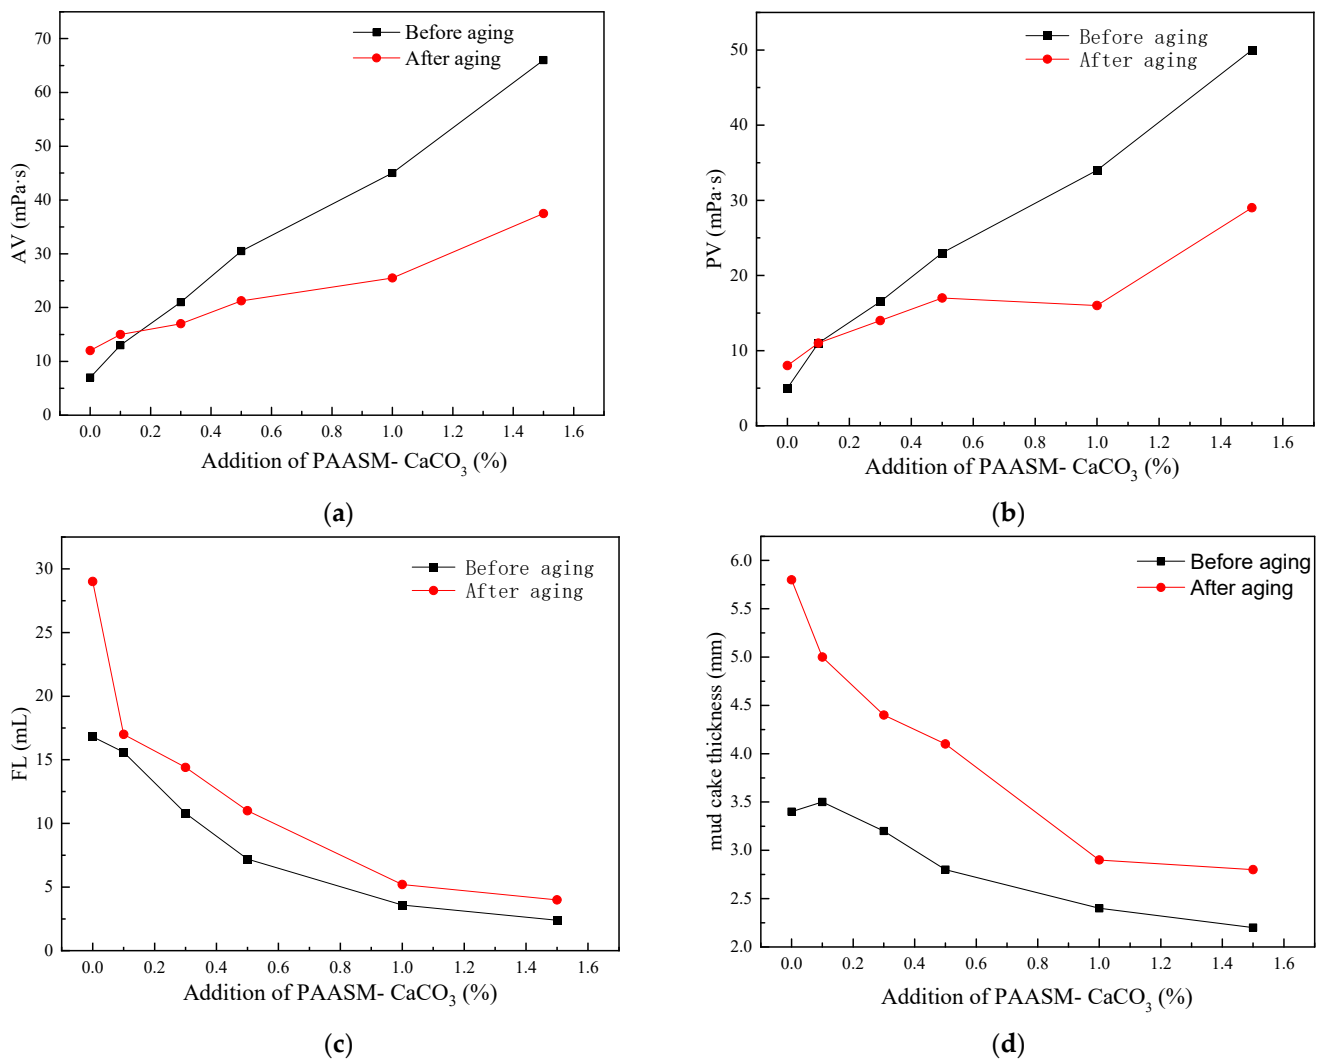 70
60
50
40
30
20
10
0
AV (mPa·s)
Before aging
After aging
0.0 0.2 0.4 0.6 0.8 1.0 1.2 1.4 1.6
Addition of PAASM- CaCO3 (%)
(a)
50
40
30
20
10
0
PV (mPa·s)
Before aging
After aging
0.0 0.2 0.4 0.6 0.8 1.0 1.2 1.4 1.6
Addition of PAASM- CaCO3 (%)
(b)
30
25
20
15
10
5
0
FL (mL)
Before aging
After aging
0.0 0.2 0.4 0.6 0.8 1.0 1.2 1.4 1.6
Addition of PAASM- CaCO3 (%)
(c)
6.0
5.5
5.0
4.5
4.0
3.5
3.0
2.5
2.0
mud cake thickness (mm)
Before aging
After aging
0.0 0.2 0.4 0.6 0.8 1.0 1.2 1.4 1.6
Addition of PAASM- CaCO3 (%)
(d)